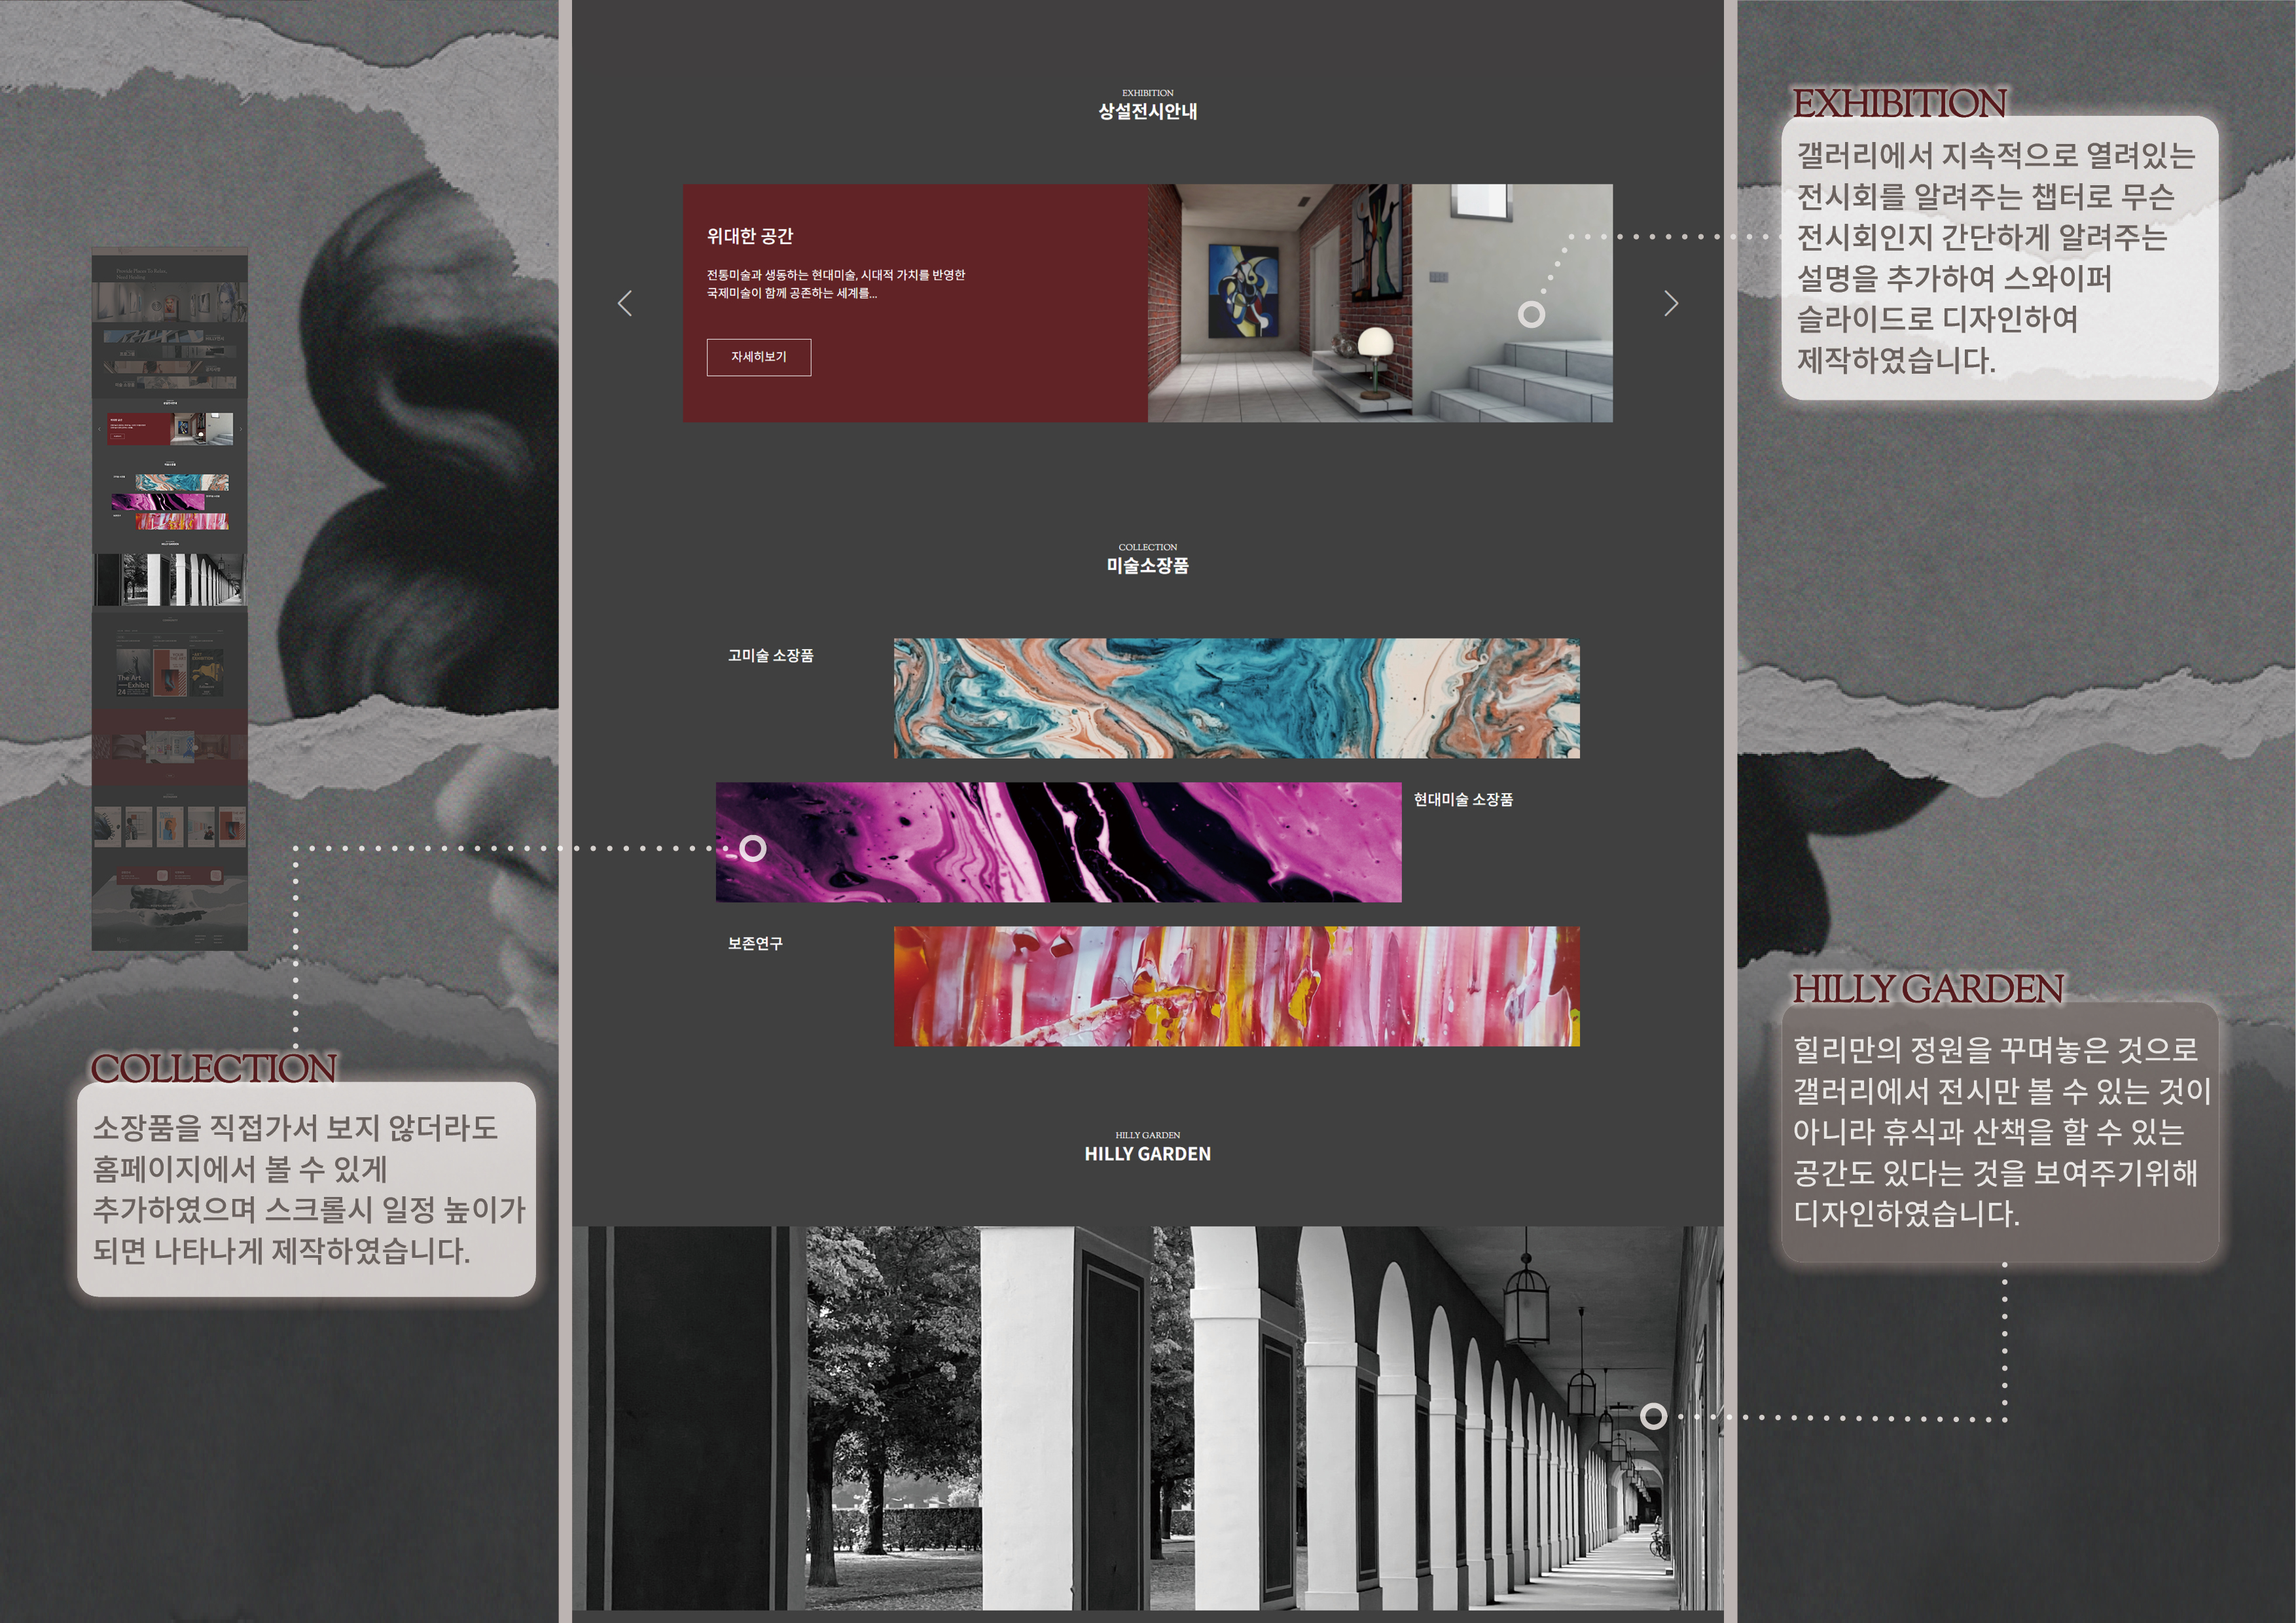 EXHIBITION
상설전시안내
위대한 공간
전통미술과 생동하는 현대미술, 시대적 가치를 반영한
국제미술이 함께 공존하는 세계를...
자세히보기
COLLECTION
미술소장품
고미술 소장품
현대미술 소장품
보존연구
HILLY GARDEN
HILLY GARDEN
COLLECTION
소장품을 직접가서 보지 않더라도
홈페이지에서 볼 수 있게
추가하였으며 스크롤시 일정 높이가
되면 나타나게 제작하였습니다.
EXHIBITION
갤러리에서 지속적으로 열려있는
전시회를 알려주는 챕터로 무슨
전시회인지 간단하게 알려주는
설명을 추가하여 스와이퍼
슬라이드로 디자인하여
제작하였습니다.
HILLY GARDEN
힐리만의 정원을 꾸며놓은 것으로
갤러리에서 전시만 볼 수 있는 것이
아니라 휴식과 산책을 할 수 있는
공간도 있다는 것을 보여주기위해
디자인하였습니다.
The Art
Exhibit
24